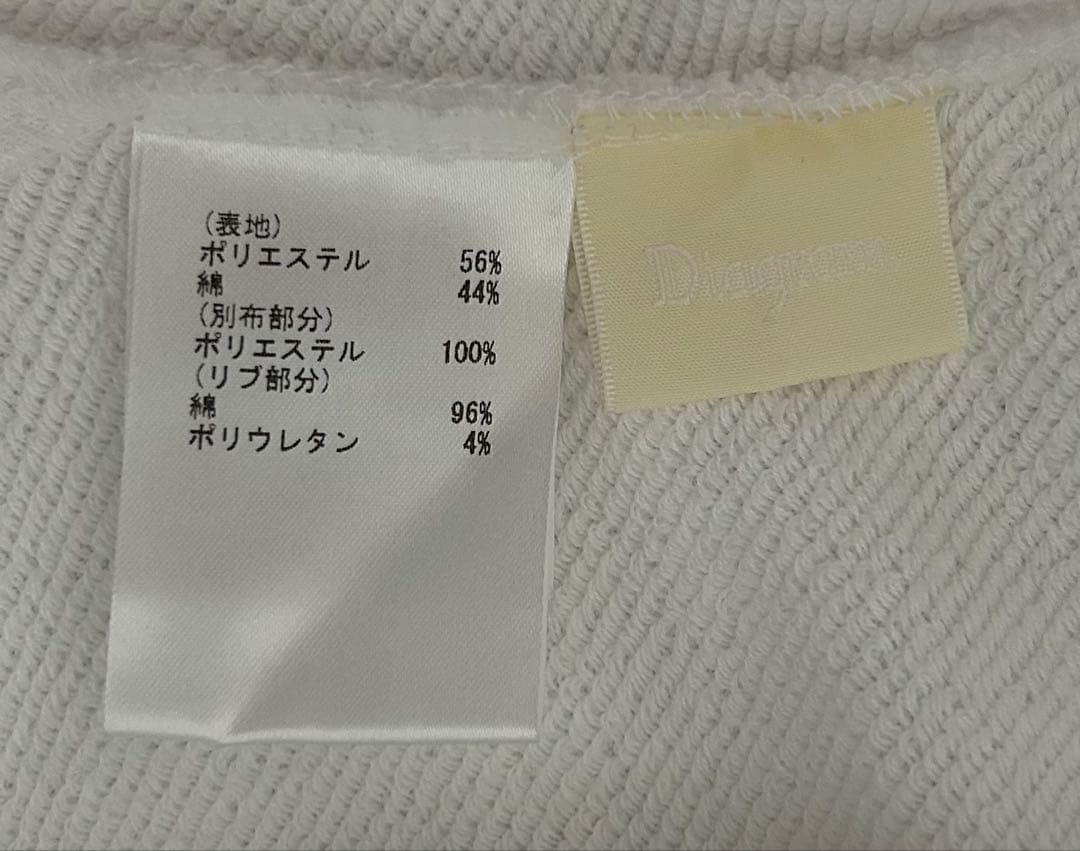 (表地)
ポリエステル 56%
綿 44%
(別布部分)
ポリエステル 100%
(リブ部分)
綿 96%
ポリウレタン 4%